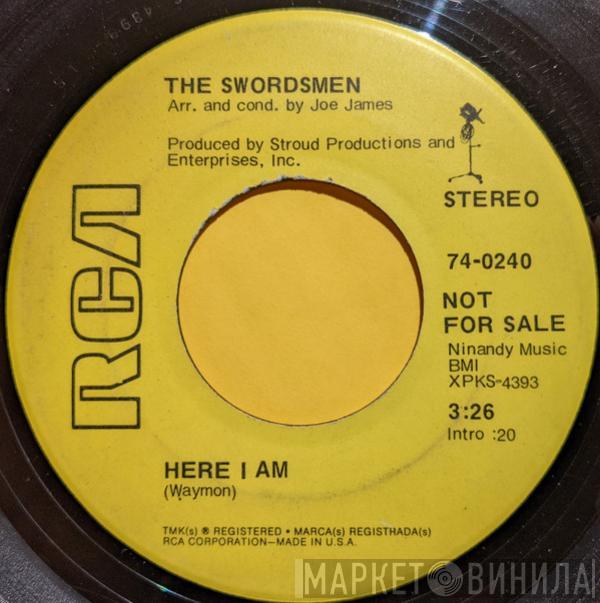 THE SWORDSMEN
Arr. and cond. by Joe James
Produced by Stroud Productions and
Enterprises, Inc.
STEREO
RCA
74-0240
NOT
FOR SALE
Ninandy Music
BMI
XPKS-4393
3:26
Intro :20
HERE I AM
(Waymon)
TMK(s) ® REGISTERED • MARCA(s) REGISTRADA(s)
RCA CORPORATION—MADE IN U.S.A.
МАРКЕТ ВИНИЛА